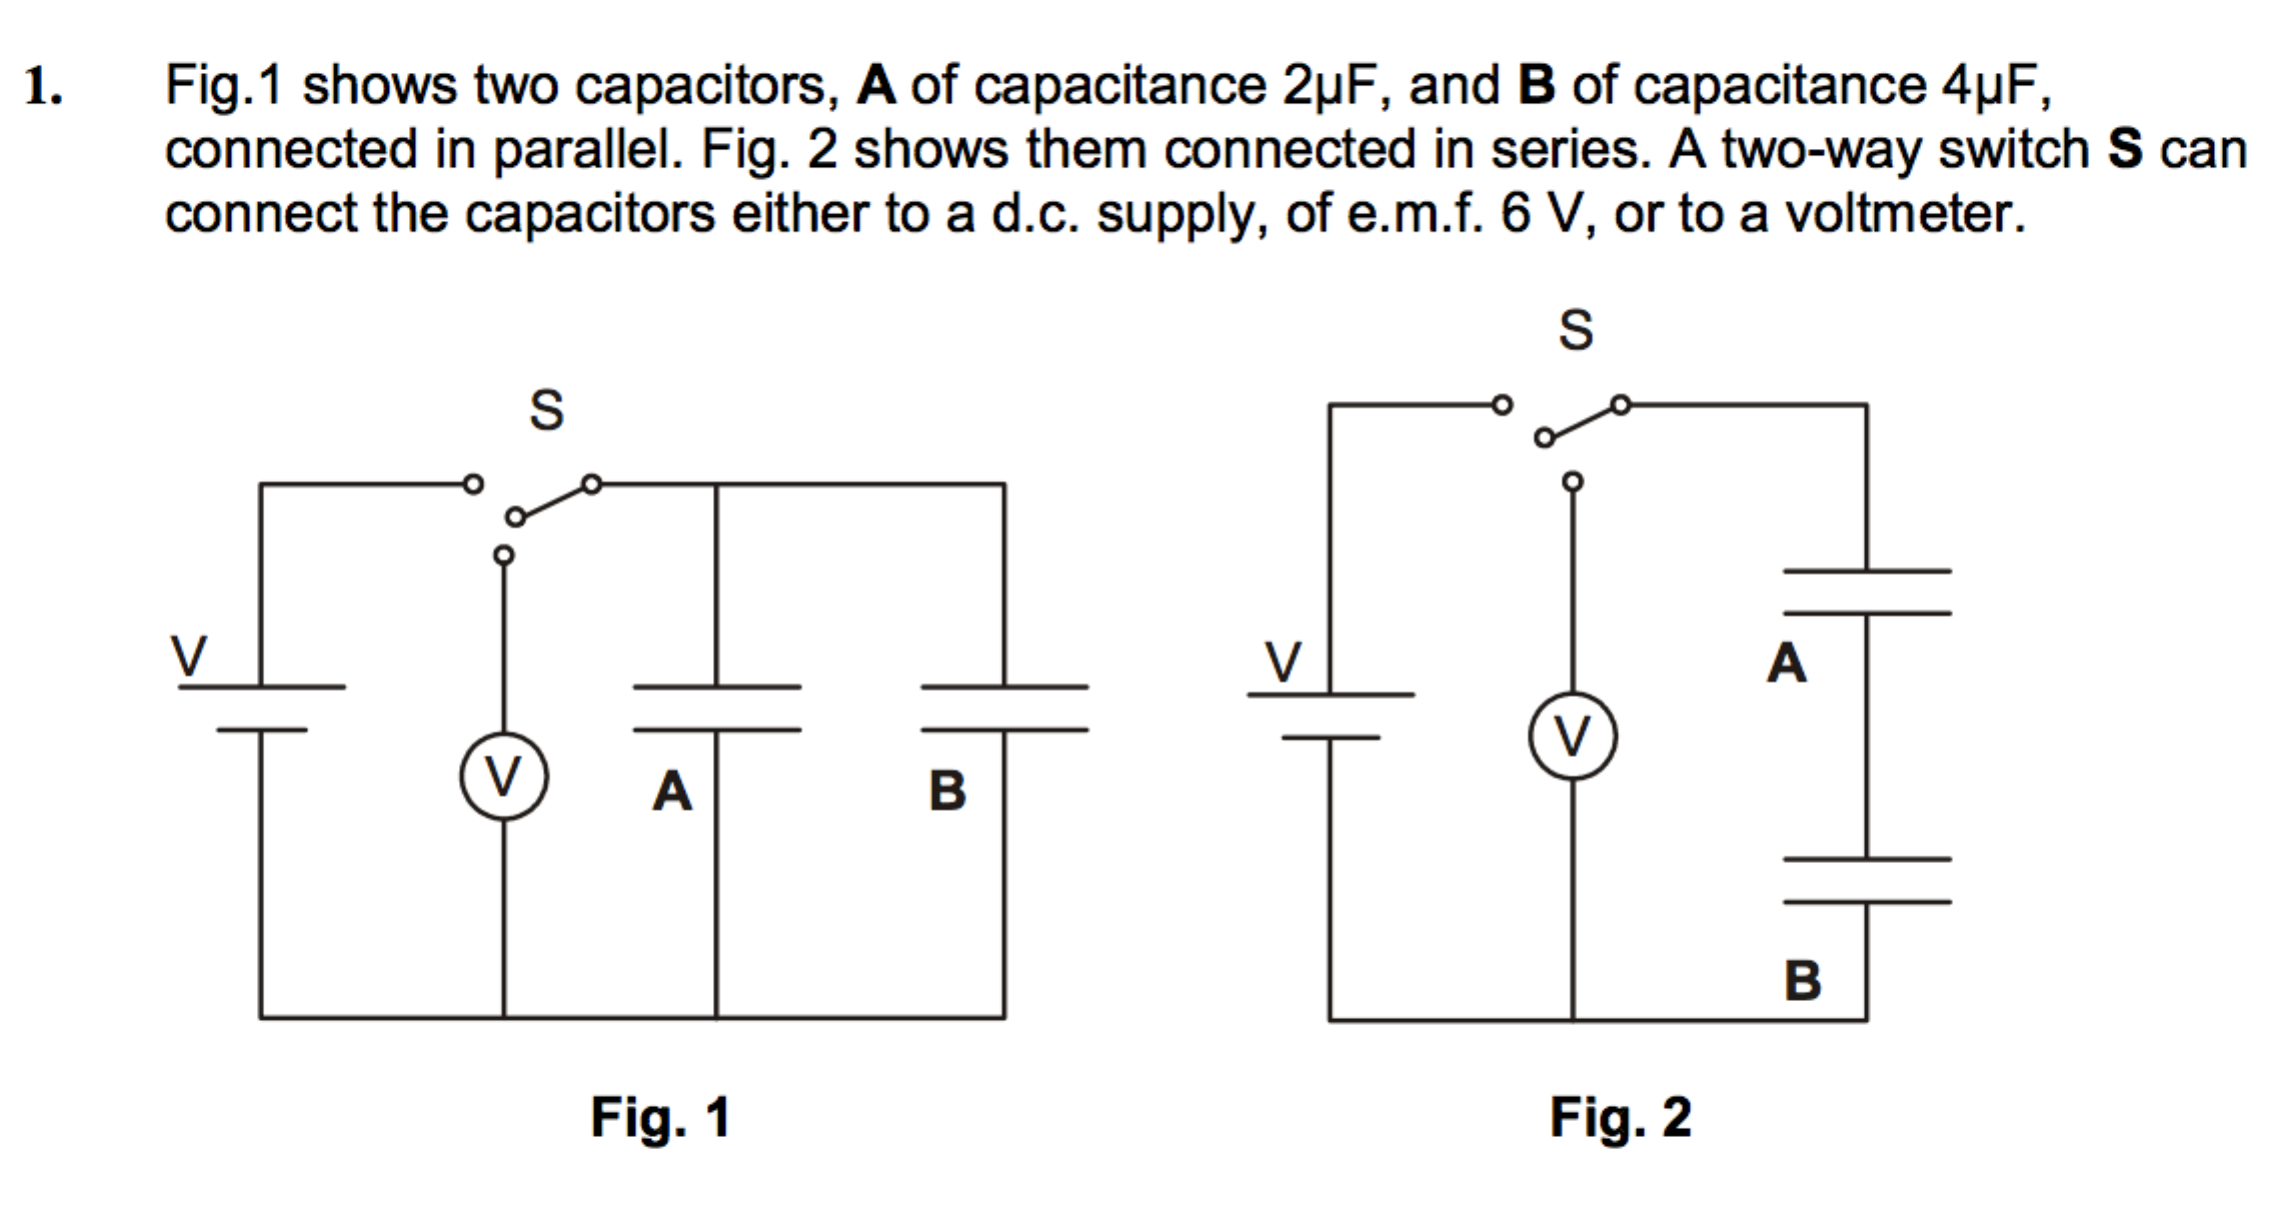 1. Fig.1 shows two capacitors, A of capacitance 2μF, and B of capacitance 4μF,
connected in parallel. Fig. 2 shows them connected in series. A two-way switch S can
connect the capacitors either to a d.c. supply, of e.m.f. 6 V, or to a voltmeter.
S
V
V
A
B
Fig. 1
S
V
V
A
B
Fig. 2